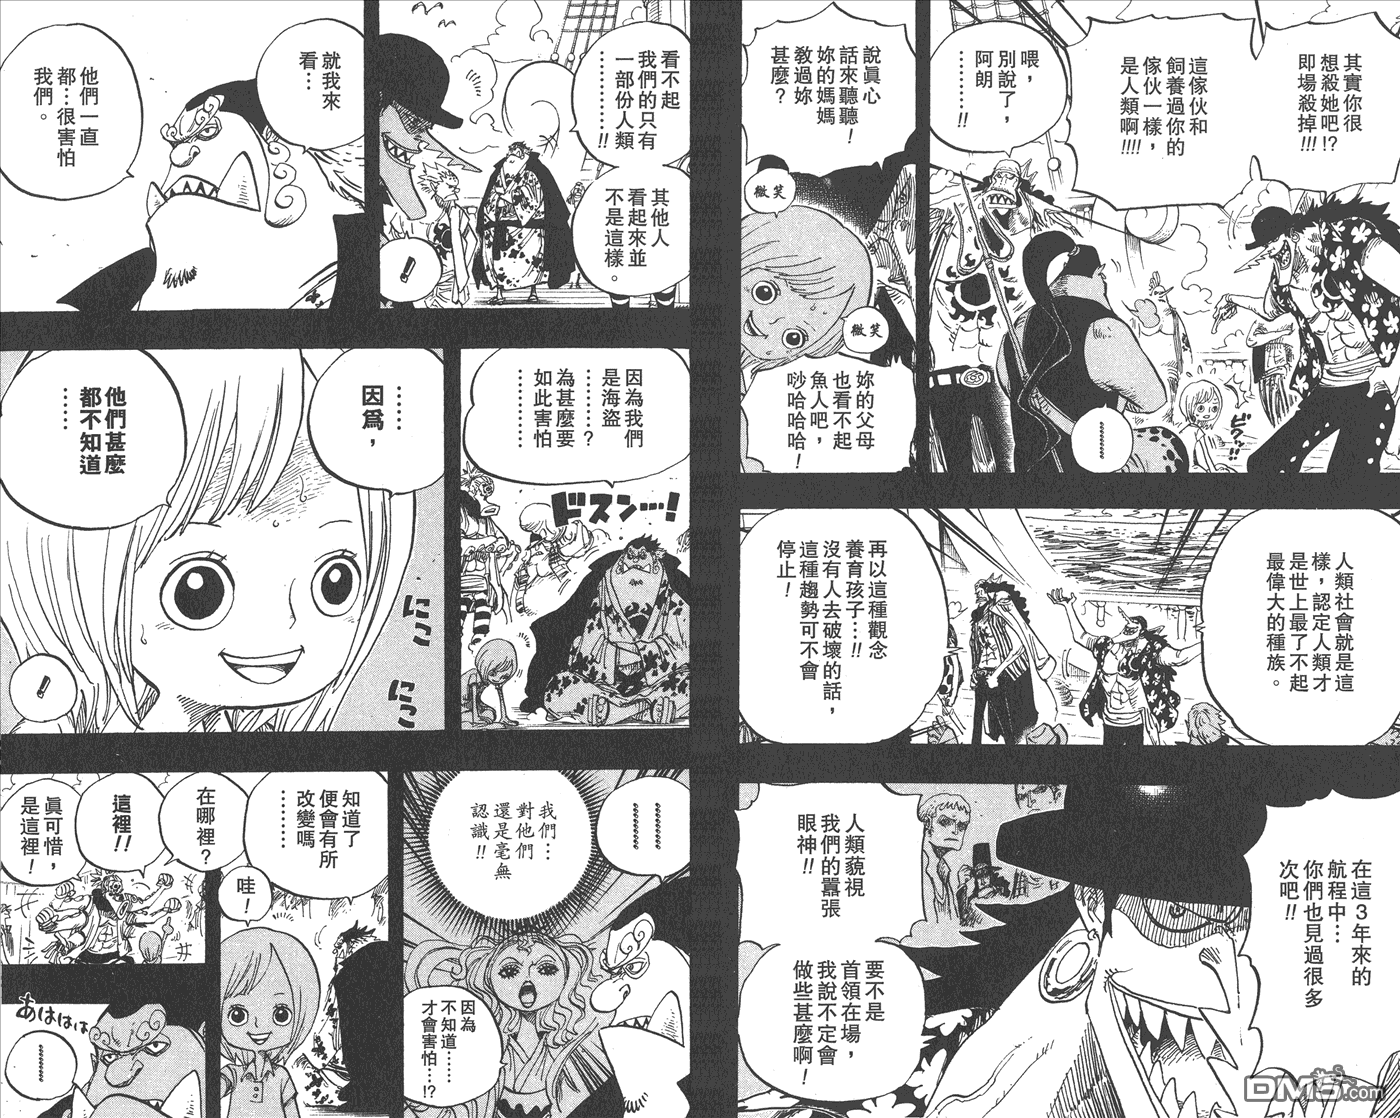 其實你很
想殺她吧!?
即場殺掉!!!
這傢伙和
飼養過你的
傢伙一樣，
是人類啊!!!!
喂，
別說了，
阿朗
………!!
…………
ビクッ!!
說眞心
話來聽聽！
妳的媽媽
敎過妳
甚麼？
微笑
微笑
妳的父母
也看不起
魚人吧，
唦哈哈哈！
人類社會就是這
樣，認定人類才
是世上最了不起
最偉大的種族。
再以這種觀念
養育孩子…!!
沒有人去破壞的話，
這種趨勢可不會
停止！
在這3年來的
航程中…
你們也見過很多
次吧!!
人類藐視
我們的囂張
眼神!!
要不是
首領在場，
我說不定會
做些甚麼啊！
看不起
我們的只有
一部份人類
…………
其他人
看起來並
不是這樣。
！
就我來
看…
他們一直
都…很害怕
我們。
因為我們
是海盜
………？
為甚麼要
如此害怕
………
ドスン…！
……
因爲，
他們甚麼
都不知道
……
にこ
にこ
！
…………
我們…
對他們
還是毫無
認識!!
因為
不知道……
才會害怕…!?
知道了
便會有所
改變嗎
………
哇！
在哪裡？
這裡!!
眞可惜，
是這裡！
あはははは
…………
DM5.com